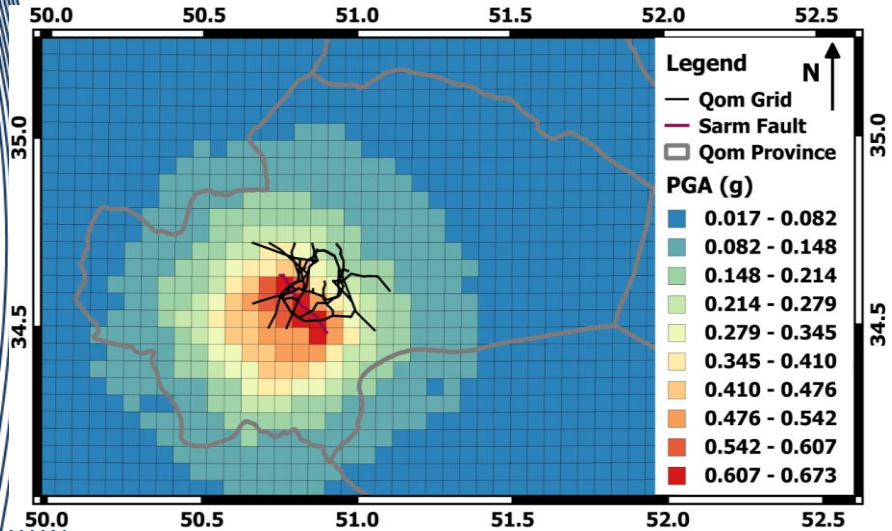 50.0 50.5 51.0 51.5 52.0 52.5
35.0
34.5
Legend
N
Qom Grid
Sarm Fault
Qom Province
PGA (g)
0.017 - 0.082
0.082 - 0.148
0.148 - 0.214
0.214 - 0.279
0.279 - 0.345
0.345 - 0.410
0.410 - 0.476
0.476 - 0.542
0.542 - 0.607
0.607 - 0.673
35.0
34.5
50.0 50.5 51.0 51.5 52.0 52.5